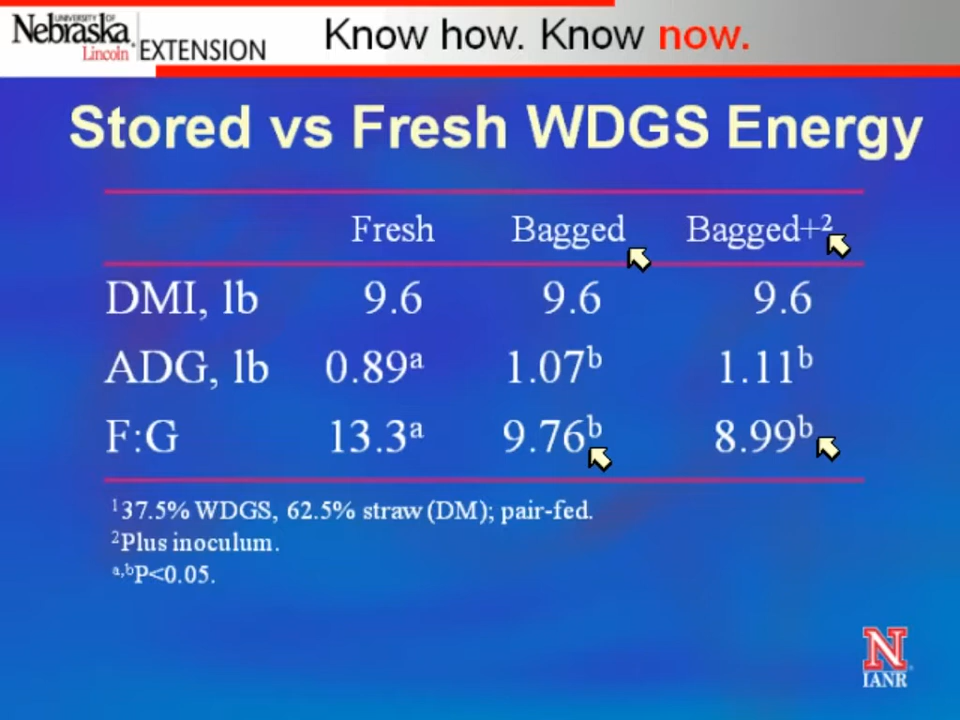 UNIVERSITY OF
Nebraska
Lincoln EXTENSION
Know how. Know now.
Stored vs Fresh WDGS Energy
Fresh Bagged Bagged+²
DMI, lb 9.6 9.6 9.6
ADG, lb 0.89ᵃ 1.07ᵇ 1.11ᵇ
F:G 13.3ᵃ 9.76ᵇ 8.99ᵇ
¹37.5% WDGS, 62.5% straw (DM); pair-fed.
²Plus inoculum.
ᵃ,ᵇP<0.05.
N
IANR